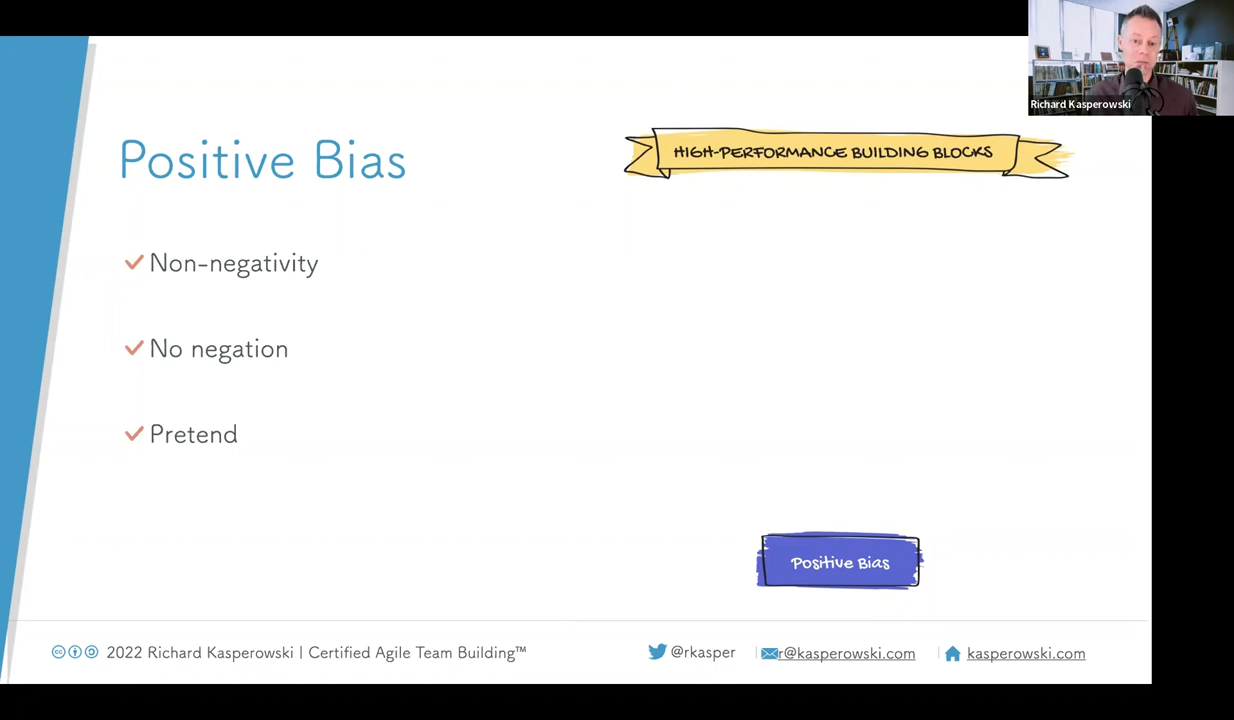 Richard Kasperowski
Positive Bias
HIGH-PERFORMANCE BUILDING BLOCKS
Non-negativity
No negation
Pretend
Positive Bias
2022 Richard Kasperowski | Certified Agile Team Building™
@rkasper
r@kasperowski.com
kasperowski.com